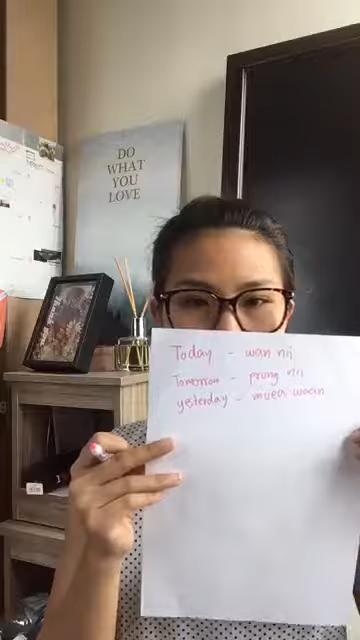 DO
WHAT
YOU
LOVE
Today - wan nii
Tomorrow - prung nii
yesterday - muea waan